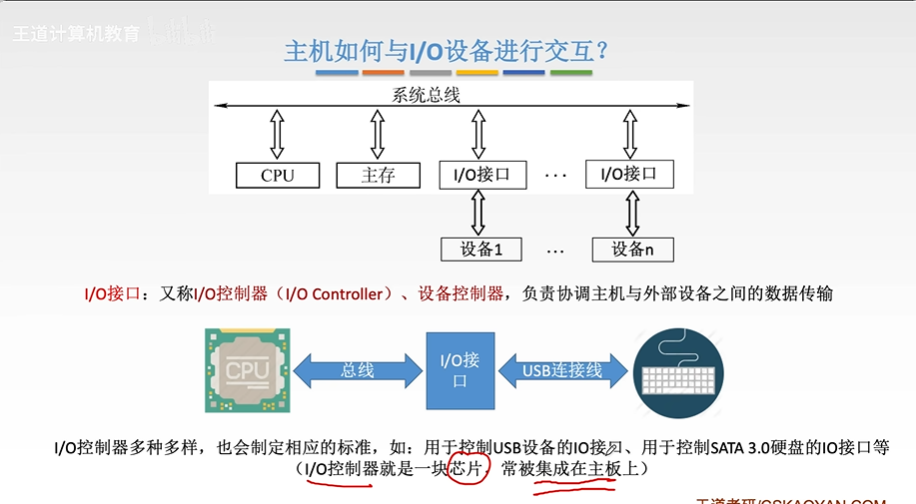 王道计算机教育
主机如何与I/O设备进行交互？
系统总线
CPU 主存 I/O接口 … I/O接口
设备1 … 设备n
I/O接口：又称I/O控制器（I/O Controller）、设备控制器，负责协调主机与外部设备之间的数据传输
CPU 总线 I/O接 USB连接线
口
I/O控制器多种多样，也会制定相应的标准，如：用于控制USB设备的IO接口、用于控制SATA 3.0硬盘的IO接口等
（I/O控制器就是一块芯片，常被集成在主板上）
王道考研/CSKAOYAN.COM